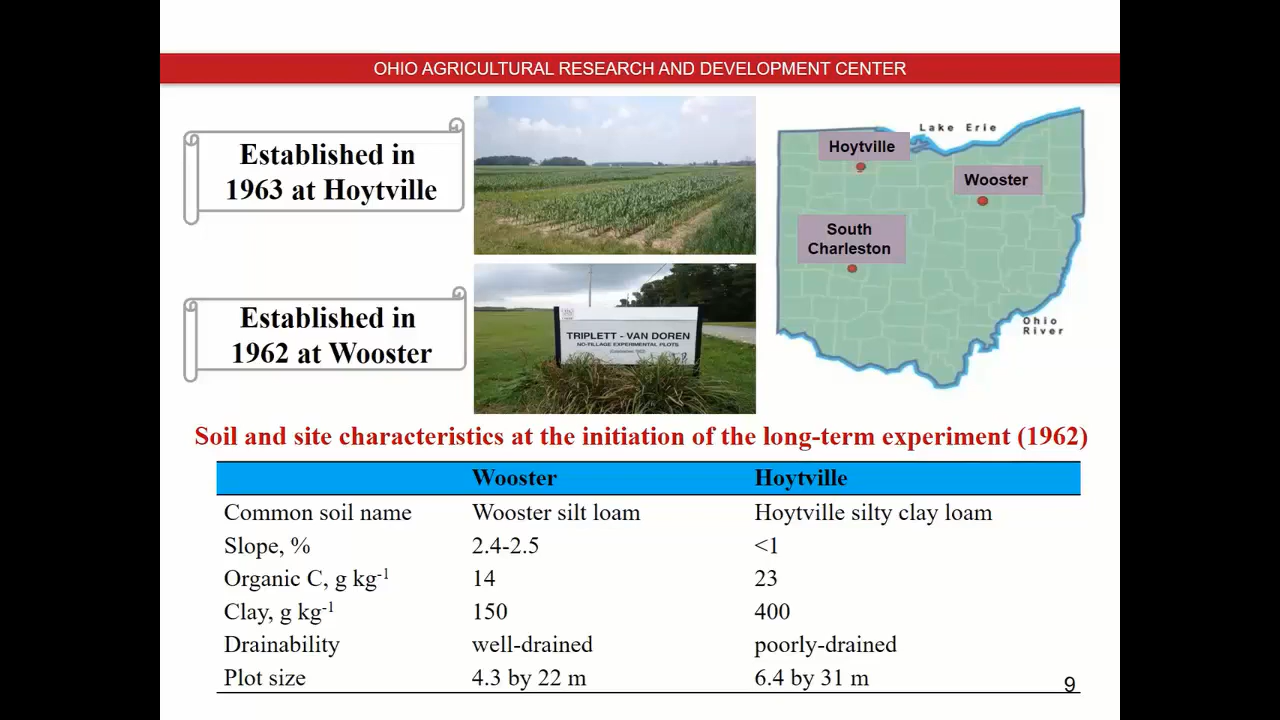 OHIO AGRICULTURAL RESEARCH AND DEVELOPMENT CENTER
Established in
1963 at Hoytville
Established in
1962 at Wooster
TRIPLETT - VAN DOREN
NO-TILLAGE EXPERIMENTAL PLOTS
Lake Erie
Hoytville
Wooster
South
Charleston
Ohio
River
Soil and site characteristics at the initiation of the long-term experiment (1962)
Wooster Hoytville
Common soil name Wooster silt loam Hoytville silty clay loam
Slope, % 2.4-2.5 <1
Organic C, g kg⁻¹ 14 23
Clay, g kg⁻¹ 150 400
Drainability well-drained poorly-drained
Plot size 4.3 by 22 m 6.4 by 31 m
9